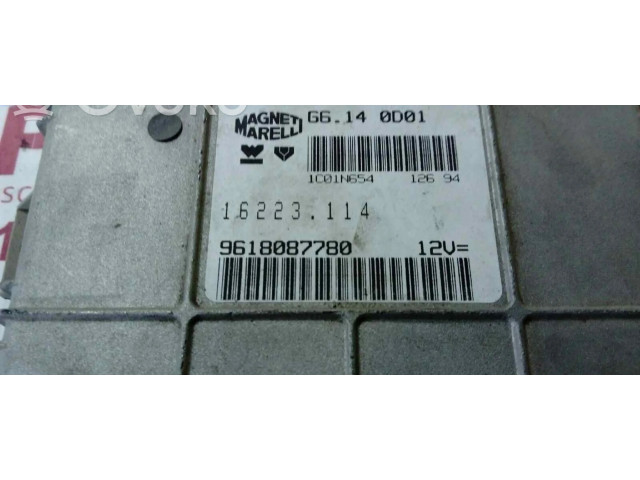 MAGNETI
MARELLI
G6.14 0D01
1C01N654 126 94
16223.114
9618087780 12V=